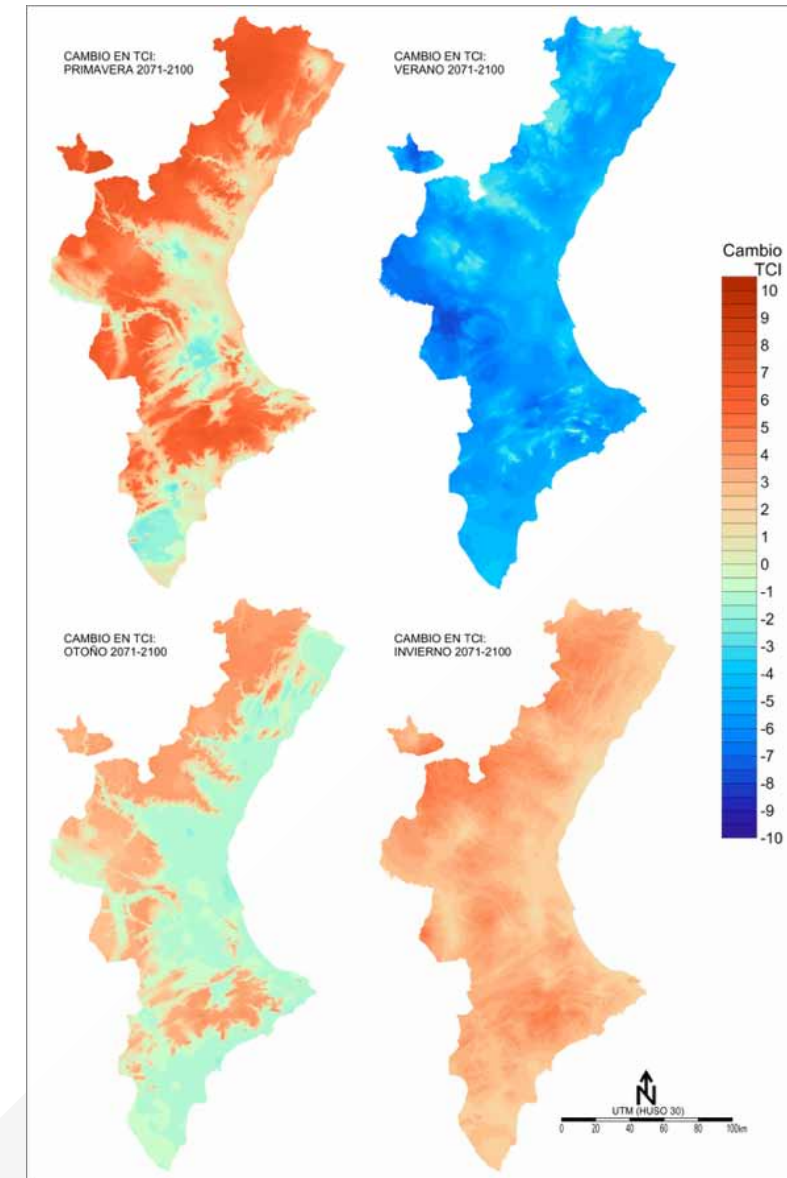 CAMBIO EN TCI:
PRIMAVERA 2071-2100
CAMBIO EN TCI:
VERANO 2071-2100
Cambio
TCI
10
9
8
7
6
5
4
3
2
1
0
-1
-2
-3
-4
-5
-6
-7
-8
-9
-10
CAMBIO EN TCI:
OTOÑO 2071-2100
CAMBIO EN TCI:
INVIERNO 2071-2100
N
UTM (HUSO 30)
0 20 40 60 80 100km